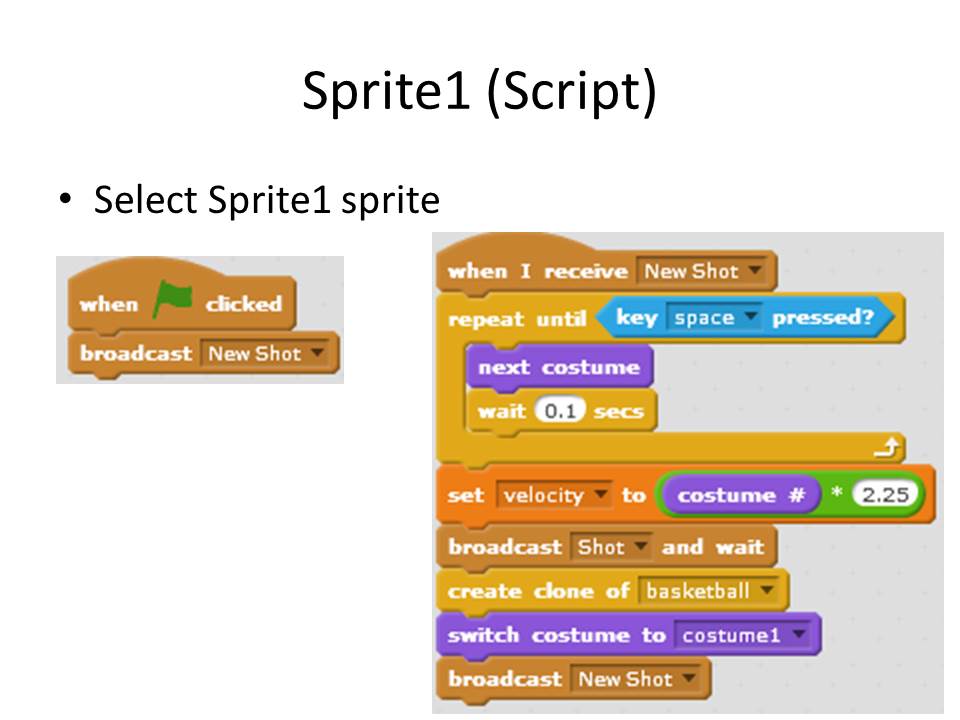 Sprite1 (Script)
• Select Sprite1 sprite
when clicked
broadcast New Shot
when I receive New Shot
repeat until key space pressed?
next costume
wait 0.1 secs
set velocity to costume # * 2.25
broadcast Shot and wait
create clone of basketball
switch costume to costume1
broadcast New Shot